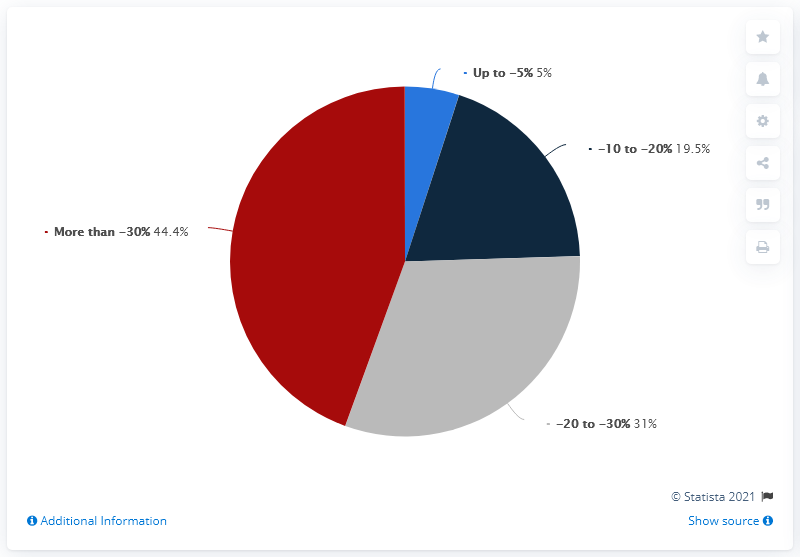 Up to −5% 5%
−10 to −20% 19.5%
More than −30% 44.4%
−20 to −30% 31%
© Statista 2021
Additional Information
Show source